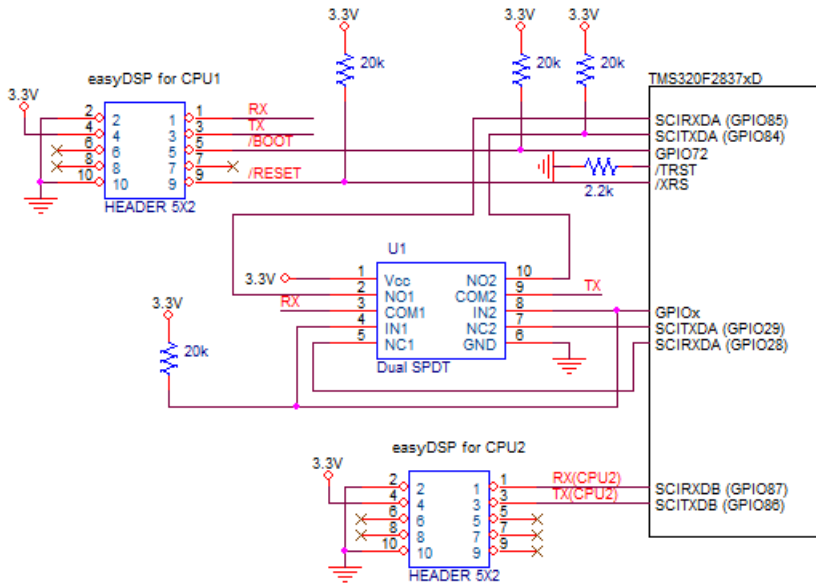 3.3V
3.3V
3.3V
20k
20k
20k
easyDSP for CPU1
TMS320F2837xD
3.3V
2 2 1 1 RX
4 4 3 3 TX
6 6 5 5 /BOOT
8 8 7 7
10 10 9 9 /RESET
HEADER 5X2
SCIRXDA (GPIO85)
SCITXDA (GPIO84)
GPIO72
/TRST
/XRS
2.2k
U1
3.3V 1 Vcc NO2 10
2 NO1 COM2 9 TX
RX 3 COM1 IN2 8
4 IN1 NC2 7
5 NC1 GND 6
Dual SPDT
GPIOx
SCITXDA (GPIO29)
SCIRXDA (GPIO28)
3.3V
20k
easyDSP for CPU2
3.3V
2 2 1 1 RX(CPU2)
4 4 3 3 TX(CPU2)
6 6 5 5
8 8 7 7
10 10 9 9
HEADER 5X2
SCIRXDB (GPIO87)
SCITXDB (GPIO86)